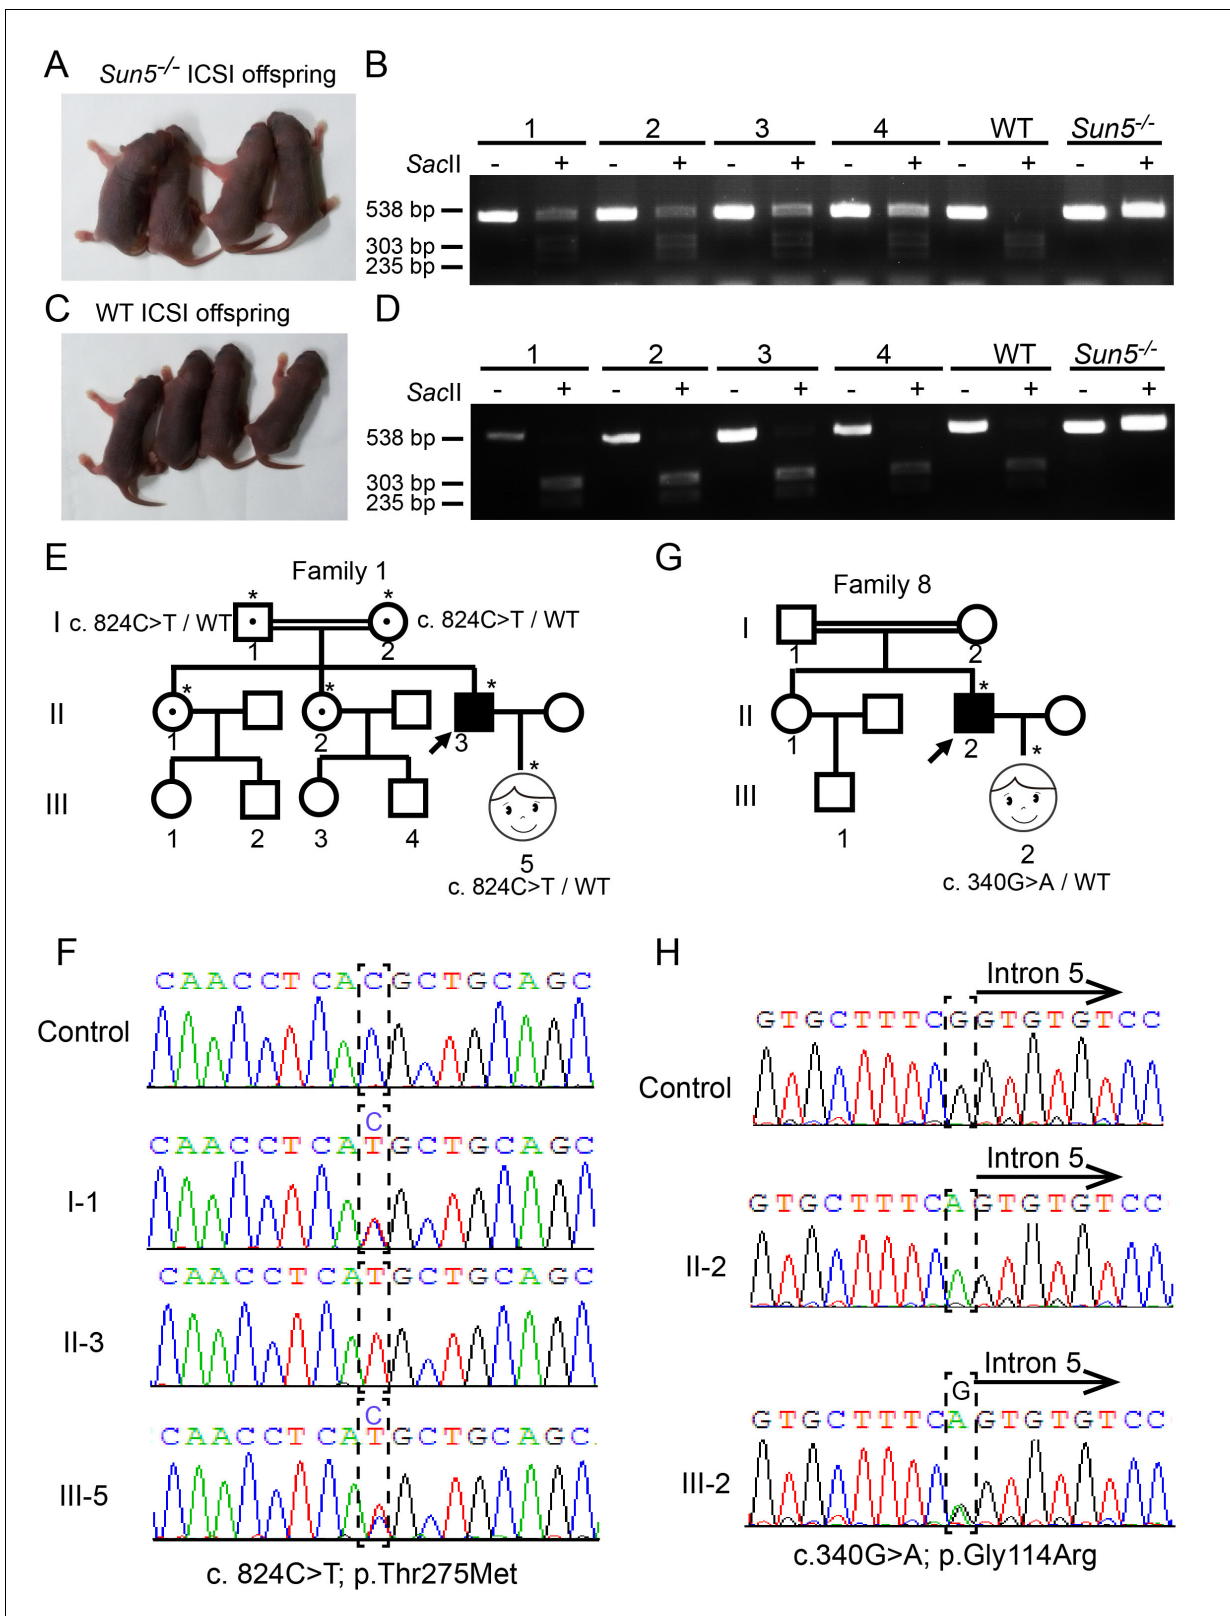 A
Sun5-/- ICSI offspring
B
1 2 3 4 WT Sun5-/-
SacII - + - + - + - + - + - +
538 bp
303 bp
235 bp
C
WT ICSI offspring
D
1 2 3 4 WT Sun5-/-
SacII - + - + - + - + - + - +
538 bp
303 bp
235 bp
E
Family 1
* *
I c. 824C>T / WT c. 824C>T / WT
1 2
* * *
II
1 2 3
*
III
1 2 3 4 5
c. 824C>T / WT
G
Family 8
I
1 2
*
II
1 2
*
III
1 2
c. 340G>A / WT
F
CAACCTCACGCTGCAGC
Control
C
CAACCTCATGCTGCAGC
I-1
CAACCTCATGCTGCAGC
II-3
C
CAACCTCATGCTGCAGC
III-5
c. 824C>T; p.Thr275Met
H
Intron 5
GTGCTTTCGGTGTGTCC
Control
Intron 5
GTGCTTTCAGTGTGTCC
II-2
Intron 5
G
GTGCTTTCAGTGTGTCC
III-2
c.340G>A; p.Gly114Arg